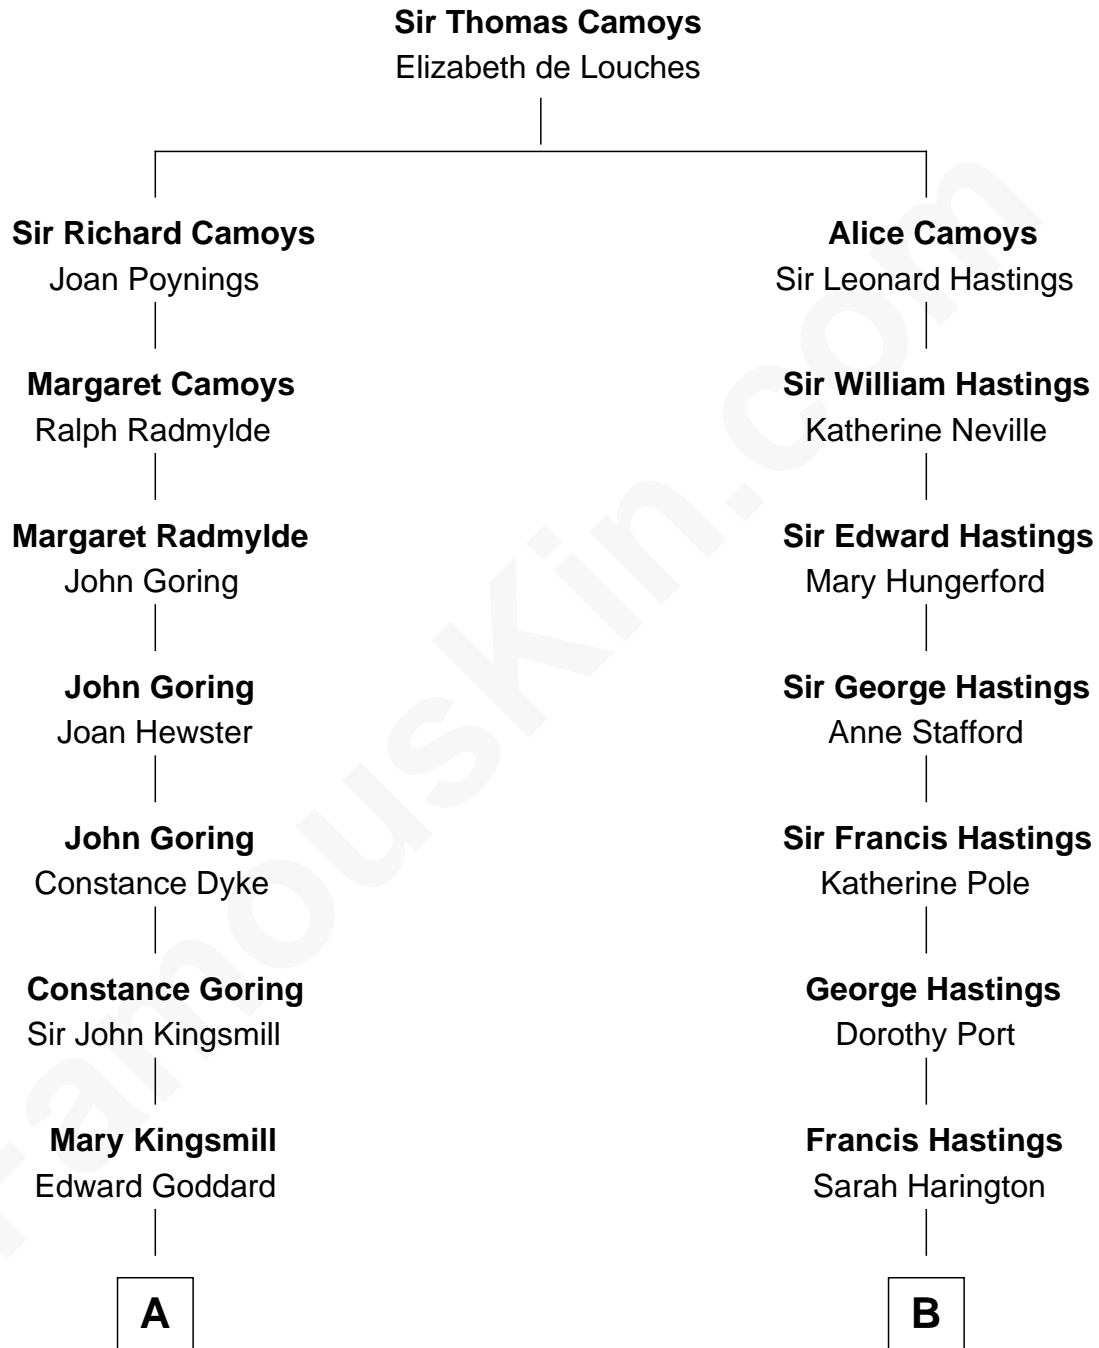 Sir Thomas Camoys
Elizabeth de Louches
Sir Richard Camoys
Joan Poynings
Alice Camoys
Sir Leonard Hastings
Margaret Camoys
Ralph Radmylde
Sir William Hastings
Katherine Neville
Margaret Radmylde
John Goring
Sir Edward Hastings
Mary Hungerford
John Goring
Joan Hewster
Sir George Hastings
Anne Stafford
John Goring
Constance Dyke
Sir Francis Hastings
Katherine Pole
Constance Goring
Sir John Kingsmill
George Hastings
Dorothy Port
Mary Kingsmill
Edward Goddard
Francis Hastings
Sarah Harington
A
B
FamousKin.com